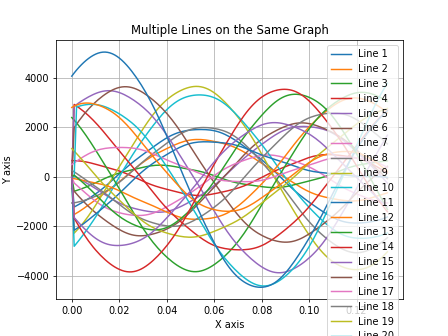 Multiple Lines on the Same Graph
Y axis
4000
2000
0
−2000
−4000
0.00
0.02
0.04
0.06
0.08
0.10
X axis
Line 1
Line 2
Line 3
Line 4
Line 5
Line 6
Line 7
Line 8
Line 9
Line 10
Line 11
Line 12
Line 13
Line 14
Line 15
Line 16
Line 17
Line 18
Line 19
Line 20